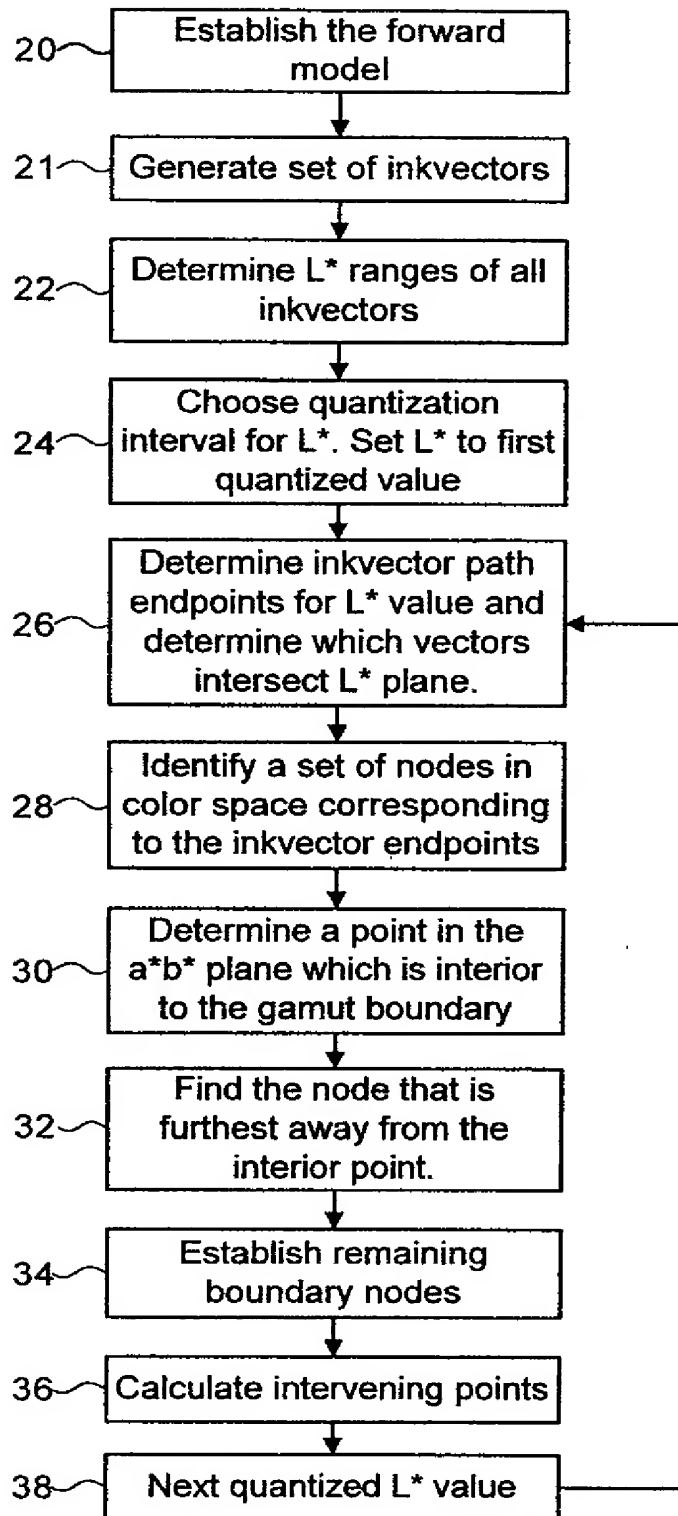 20
Establish the forward
model
21
Generate set of inkvectors
22
Determine L* ranges of all
inkvectors
24
Choose quantization
interval for L*. Set L* to first
quantized value
26
Determine inkvector path
endpoints for L* value and
determine which vectors
intersect L* plane.
28
Identify a set of nodes in
color space corresponding
to the inkvector endpoints
30
Determine a point in the
a*b* plane which is interior
to the gamut boundary
32
Find the node that is
furthest away from the
interior point.
34
Establish remaining
boundary nodes
36
Calculate intervening points
38
Next quantized L* value